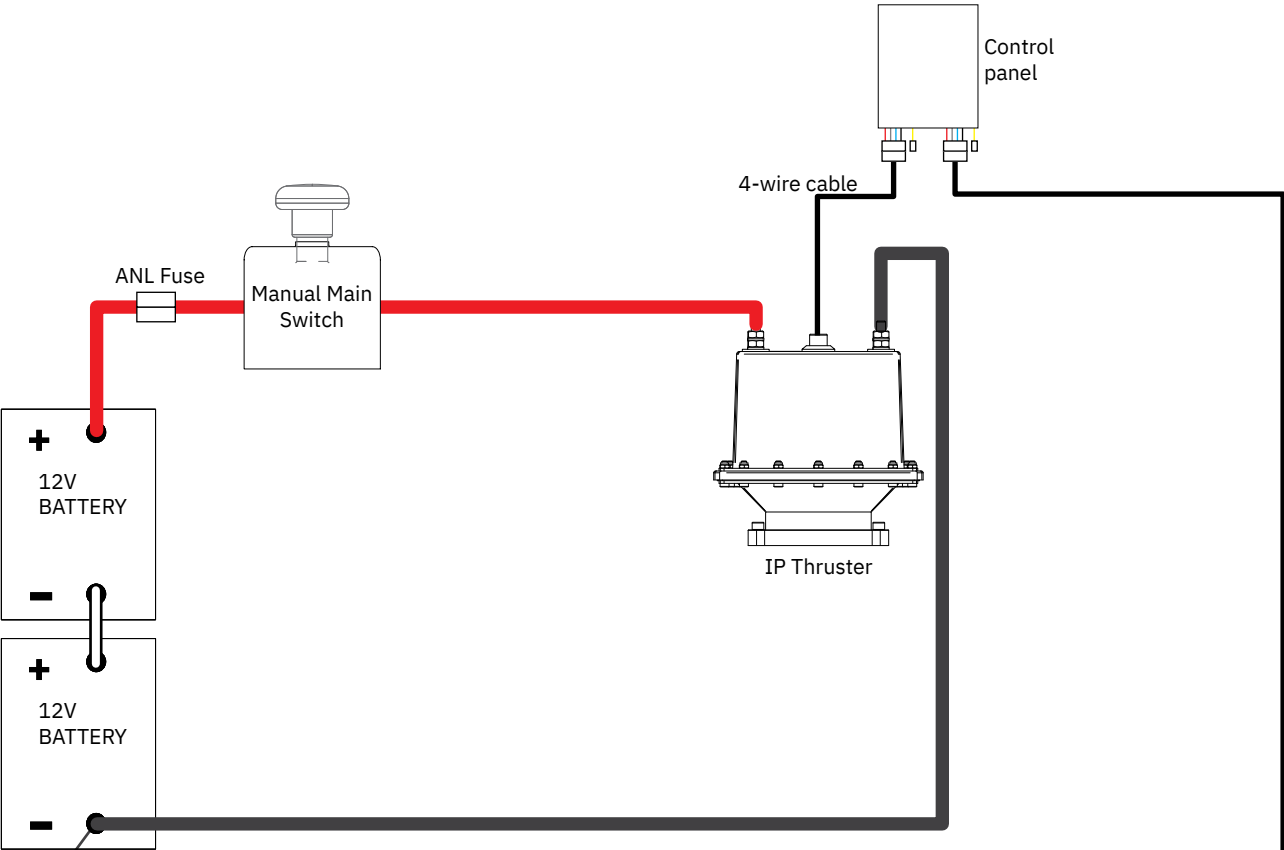 Control
panel
4-wire cable
ANL Fuse
Manual Main
Switch
+
12V
BATTERY
-
IP Thruster
+
12V
BATTERY
-